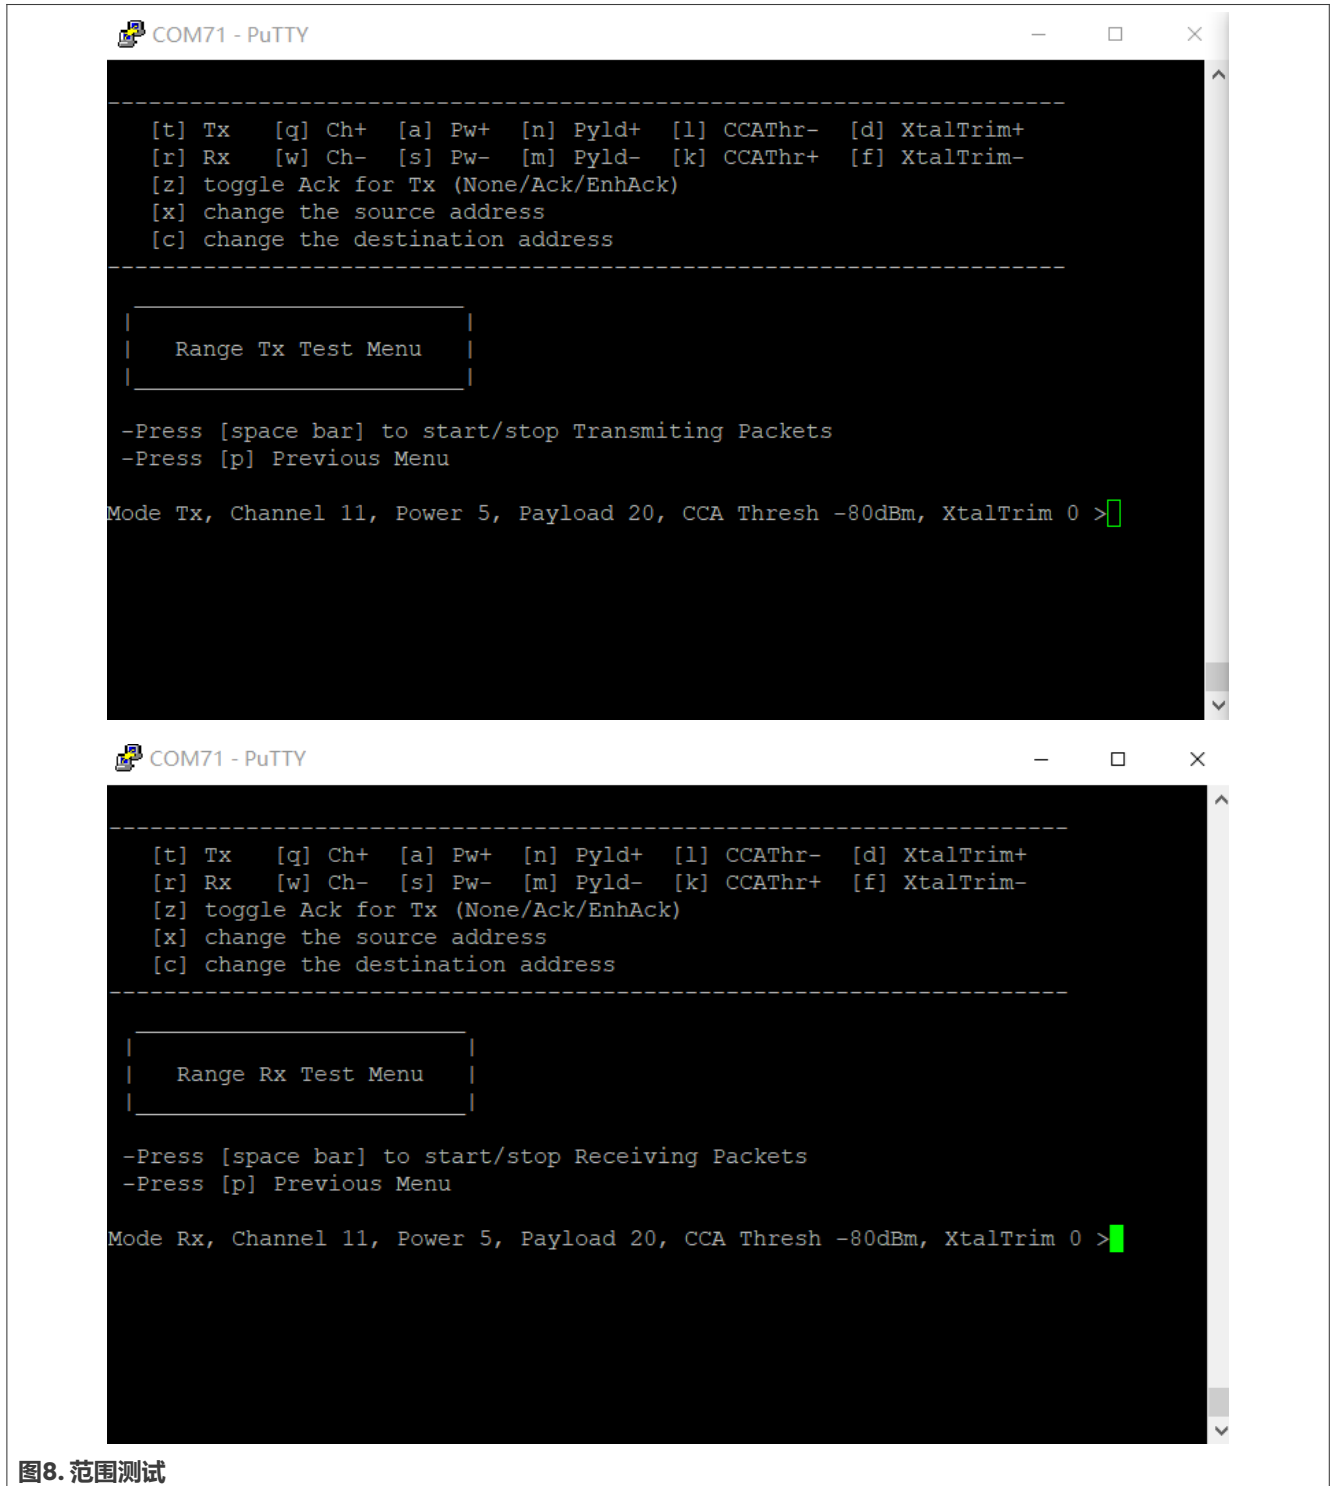 COM71 - PuTTY
----------------------------------------------------------------------
[t] Tx   [q] Ch+  [a] Pw+  [n] Pyld+  [l] CCAThr-  [d] XtalTrim+
[r] Rx   [w] Ch-  [s] Pw-  [m] Pyld-  [k] CCAThr+  [f] XtalTrim-
[z] toggle Ack for Tx (None/Ack/EnhAck)
[x] change the source address
[c] change the destination address
----------------------------------------------------------------------
Range Tx Test Menu
-Press [space bar] to start/stop Transmiting Packets
-Press [p] Previous Menu
Mode Tx, Channel 11, Power 5, Payload 20, CCA Thresh -80dBm, XtalTrim 0 >
COM71 - PuTTY
----------------------------------------------------------------------
[t] Tx   [q] Ch+  [a] Pw+  [n] Pyld+  [l] CCAThr-  [d] XtalTrim+
[r] Rx   [w] Ch-  [s] Pw-  [m] Pyld-  [k] CCAThr+  [f] XtalTrim-
[z] toggle Ack for Tx (None/Ack/EnhAck)
[x] change the source address
[c] change the destination address
----------------------------------------------------------------------
Range Rx Test Menu
-Press [space bar] to start/stop Receiving Packets
-Press [p] Previous Menu
Mode Rx, Channel 11, Power 5, Payload 20, CCA Thresh -80dBm, XtalTrim 0 >
图8. 范围测试